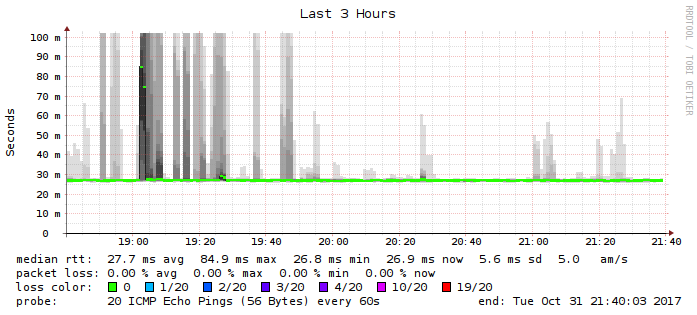 Last 3 Hours
RRDTOOL / TOBI OETIKER
Seconds
100 m
90 m
80 m
70 m
60 m
50 m
40 m
30 m
20 m
10 m
0
19:00 19:20 19:40 20:00 20:20 20:40 21:00 21:20 21:40
median rtt: 27.7 ms avg 84.9 ms max 26.8 ms min 26.9 ms now 5.6 ms sd 5.0 am/s
packet loss: 0.00 % avg 0.00 % max 0.00 % min 0.00 % now
loss color: 0 1/20 2/20 3/20 4/20 10/20 19/20
probe: 20 ICMP Echo Pings (56 Bytes) every 60s end: Tue Oct 31 21:40:03 2017